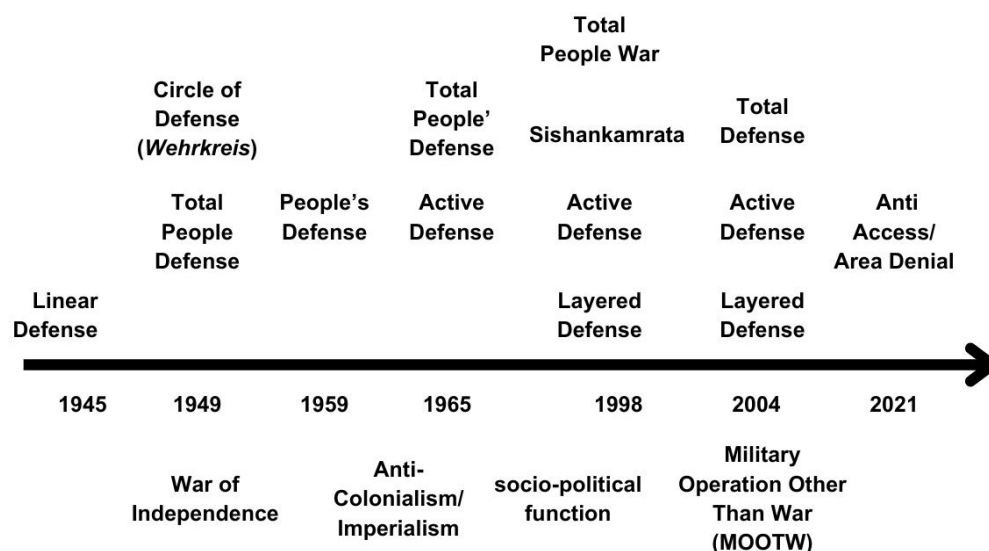 Total
People War
Circle of
Defense
(Wehrkreis)
Total
People'
Defense
Sishankamrata
Total
Defense
Total
People
Defense
People's
Defense
Active
Defense
Active
Defense
Active
Defense
Anti
Access/
Area Denial
Linear
Defense
Layered
Defense
Layered
Defense
1945
1949
1959
1965
1998
2004
2021
War of
Independence
Anti-
Colonialism/
Imperialism
socio-political
function
Military
Operation Other
Than War
(MOOTW)